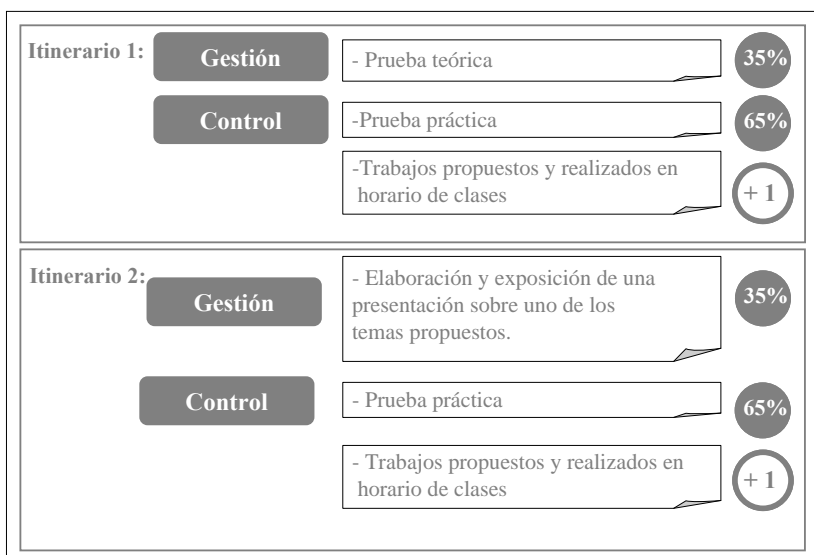 Itinerario 1:
Gestión
- Prueba teórica
35%
Control
-Prueba práctica
65%
-Trabajos propuestos y realizados en
horario de clases
+ 1
Itinerario 2:
Gestión
- Elaboración y exposición de una
presentación sobre uno de los
temas propuestos.
35%
Control
- Prueba práctica
65%
- Trabajos propuestos y realizados en
horario de clases
+ 1